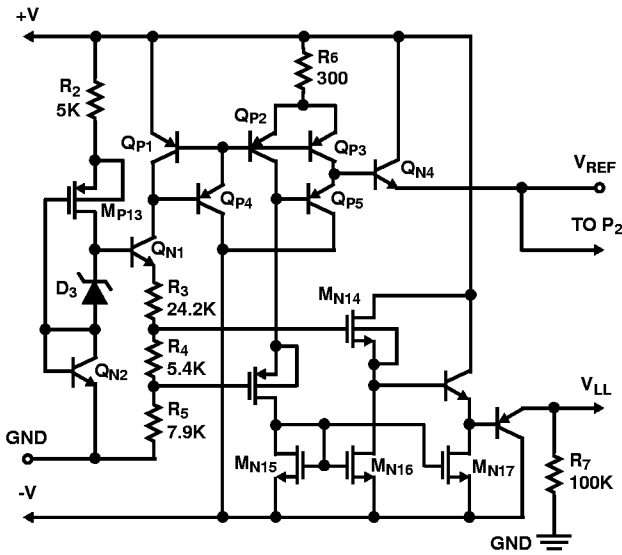 +V
R2
5K
R6
300
QP1
QP2
QP3
QN4
VREF
MP13
QP4
QP5
TO P2
QN1
D3
R3
24.2K
MN14
QN2
R4
5.4K
VLL
GND
R5
7.9K
MN15
MN16
MN17
R7
100K
-V
GND